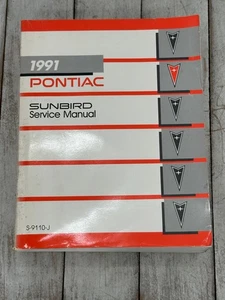 1991
PONTIAC
SUNBIRD
Service Manual
S-9110-J